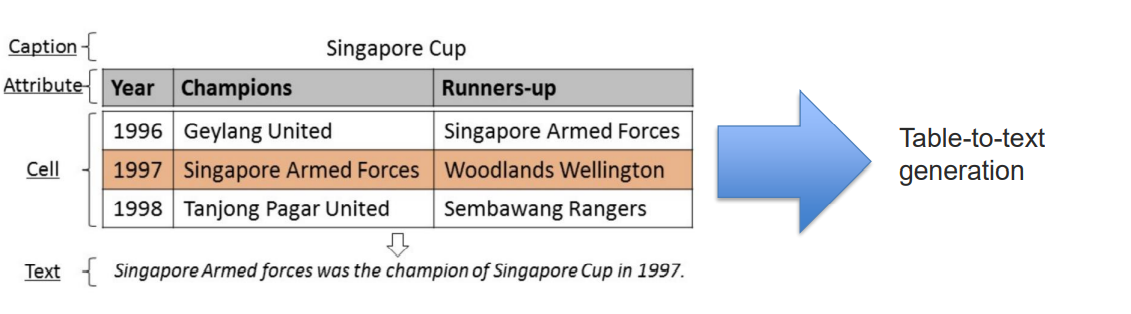 Caption Singapore Cup
Attribute Year Champions Runners-up
1996 Geylang United Singapore Armed Forces
Cell 1997 Singapore Armed Forces Woodlands Wellington
1998 Tanjong Pagar United Sembawang Rangers
Text Singapore Armed forces was the champion of Singapore Cup in 1997.
Table-to-text
generation